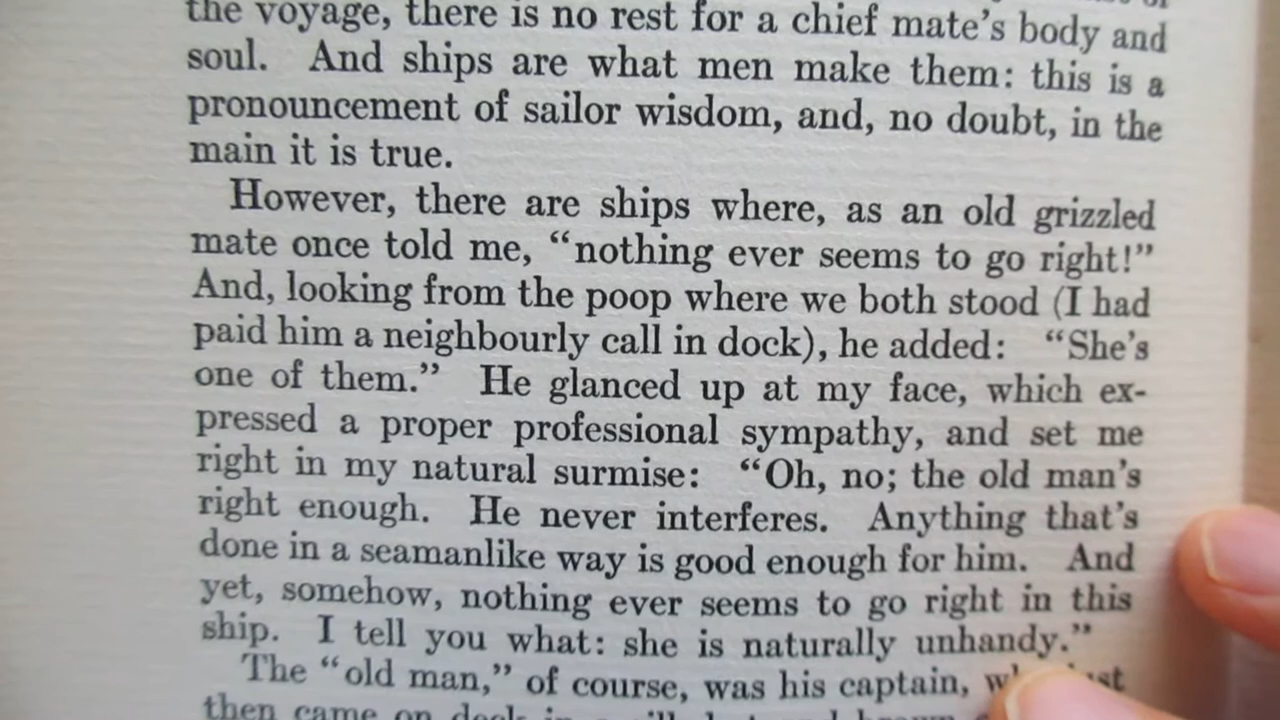 the voyage, there is no rest for a chief mate's body and
soul. And ships are what men make them: this is a
pronouncement of sailor wisdom, and, no doubt, in the
main it is true.
However, there are ships where, as an old grizzled
mate once told me, “nothing ever seems to go right!”
And, looking from the poop where we both stood (I had
paid him a neighbourly call in dock), he added: “She's
one of them.” He glanced up at my face, which ex-
pressed a proper professional sympathy, and set me
right in my natural surmise: “Oh, no; the old man's
right enough. He never interferes. Anything that's
done in a seamanlike way is good enough for him. And
yet, somehow, nothing ever seems to go right in this
ship. I tell you what: she is naturally unhandy.”
The “old man,” of course, was his captain,
then came on deck in a